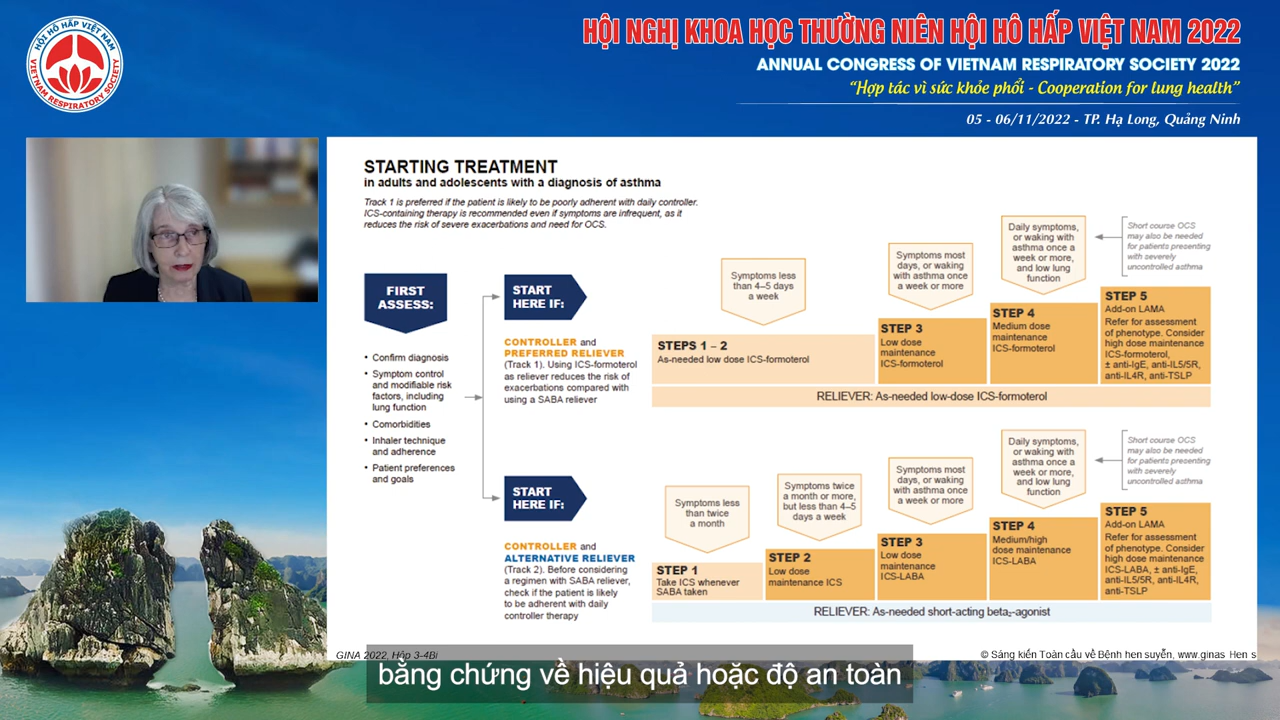 HỘI HÔ HẤP VIỆT NAM
VIETNAM RESPIRATORY SOCIETY
HỘI NGHỊ KHOA HỌC THƯỜNG NIÊN HỘI HÔ HẤP VIỆT NAM 2022
ANNUAL CONGRESS OF VIETNAM RESPIRATORY SOCIETY 2022
“Hợp tác vì sức khỏe phổi - Cooperation for lung health”
05 - 06/11/2022 - TP. Hạ Long, Quảng Ninh
STARTING TREATMENT
in adults and adolescents with a diagnosis of asthma
Track 1 is preferred if the patient is likely to be poorly adherent with daily controller.
ICS-containing therapy is recommended even if symptoms are infrequent, as it
reduces the risk of severe exacerbations and need for OCS.
FIRST
ASSESS:
• Confirm diagnosis
• Symptom control
and modifiable risk
factors, including
lung function
• Comorbidities
• Inhaler technique
and adherence
• Patient preferences
and goals
START
HERE IF:
CONTROLLER and
PREFERRED RELIEVER
(Track 1). Using ICS-formoterol
as reliever reduces the risk of
exacerbations compared with
using a SABA reliever
Symptoms less
than 4–5 days
a week
Symptoms most
days, or waking
with asthma once
a week or more
Daily symptoms,
or waking with
asthma once a
week or more,
and low lung
function
Short course OCS
may also be needed
for patients presenting
with severely
uncontrolled asthma
STEPS 1 – 2
As-needed low dose ICS-formoterol
STEP 3
Low dose
maintenance
ICS-formoterol
STEP 4
Medium dose
maintenance
ICS-formoterol
STEP 5
Add-on LAMA
Refer for assessment
of phenotype. Consider
high dose maintenance
ICS-formoterol,
± anti-IgE, anti-IL5/5R,
anti-IL4R, anti-TSLP
RELIEVER: As-needed low-dose ICS-formoterol
START
HERE IF:
CONTROLLER and
ALTERNATIVE RELIEVER
(Track 2). Before considering
a regimen with SABA reliever,
check if the patient is likely
to be adherent with daily
controller therapy
Symptoms less
than twice
a month
Symptoms twice
a month or more,
but less than 4–5
days a week
Symptoms most
days, or waking
with asthma once
a week or more
Daily symptoms,
or waking with
asthma once a
week or more,
and low lung
function
Short course OCS
may also be needed
for patients presenting
with severely
uncontrolled asthma
STEP 1
Take ICS whenever
SABA taken
STEP 2
Low dose
maintenance ICS
STEP 3
Low dose
maintenance
ICS-LABA
STEP 4
Medium/high
dose maintenance
ICS-LABA
STEP 5
Add-on LAMA
Refer for assessment
of phenotype. Consider
high dose maintenance
ICS-LABA, ± anti-IgE,
anti-IL5/5R, anti-IL4R,
anti-TSLP
RELIEVER: As-needed short-acting beta₂-agonist
GINA 2022, Hộp 3-4Bi
© Sáng kiến Toàn cầu về Bệnh hen suyễn, www.ginas Hen s
bằng chứng về hiệu quả hoặc độ an toàn